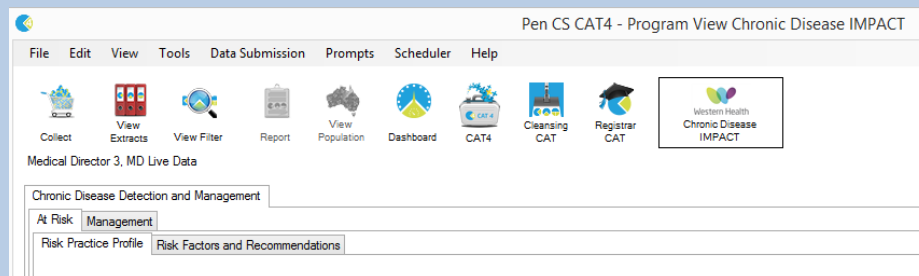 Pen CS CAT4 - Program View Chronic Disease IMPACT
File Edit View Tools Data Submission Prompts Scheduler Help
CAT 4
Western Health
Collect View Extracts View Filter Report View Population Dashboard CAT4 Cleansing CAT Registrar CAT Chronic Disease IMPACT
Medical Director 3, MD Live Data
Chronic Disease Detection and Management
At Risk Management
Risk Practice Profile Risk Factors and Recommendations